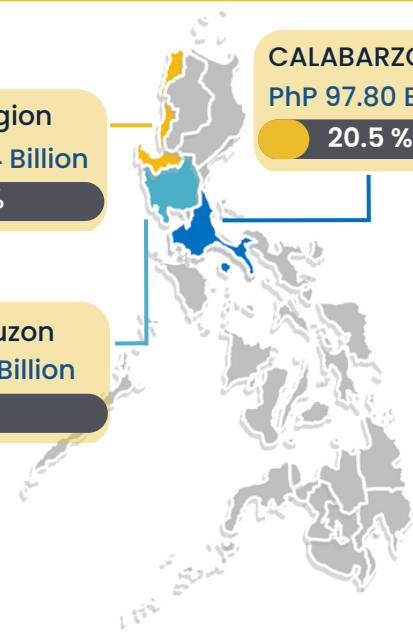 CALABARZO
PhP 97.80 B
20.5 %
gion
Billion
%
uzon
Billion